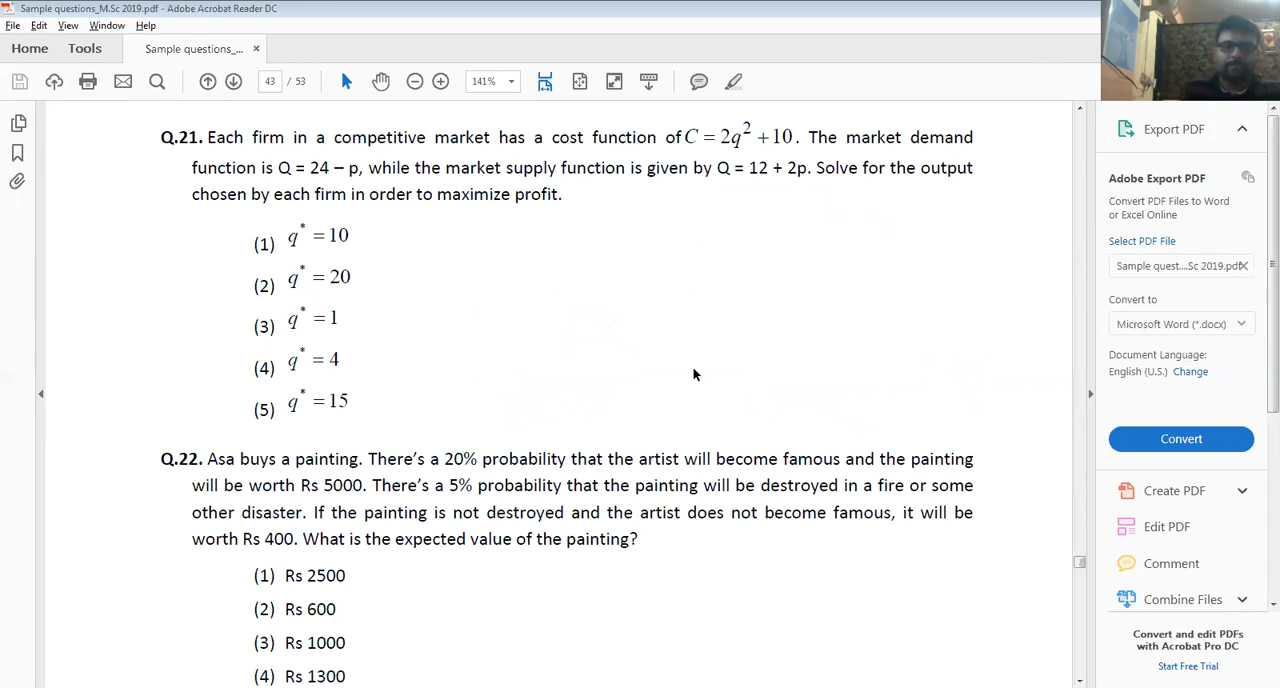 Sample questions_M.Sc 2019.pdf - Adobe Acrobat Reader DC
File Edit View Window Help
Home Tools Sample questions_... ×
43 / 53 141%
Q.21. Each firm in a competitive market has a cost function of C = 2q² + 10. The market demand
function is Q = 24 – p, while the market supply function is given by Q = 12 + 2p. Solve for the output
chosen by each firm in order to maximize profit.
(1) q* = 10
(2) q* = 20
(3) q* = 1
(4) q* = 4
(5) q* = 15
Q.22. Asa buys a painting. There's a 20% probability that the artist will become famous and the painting
will be worth Rs 5000. There's a 5% probability that the painting will be destroyed in a fire or some
other disaster. If the painting is not destroyed and the artist does not become famous, it will be
worth Rs 400. What is the expected value of the painting?
(1) Rs 2500
(2) Rs 600
(3) Rs 1000
(4) Rs 1300
Export PDF
Adobe Export PDF
Convert PDF Files to Word
or Excel Online
Select PDF File
Sample quest....Sc 2019.pdf
Convert to
Microsoft Word (*.docx)
Document Language:
English (U.S.) Change
Convert
Create PDF
Edit PDF
Comment
Combine Files
Convert and edit PDFs
with Acrobat Pro DC
Start Free Trial